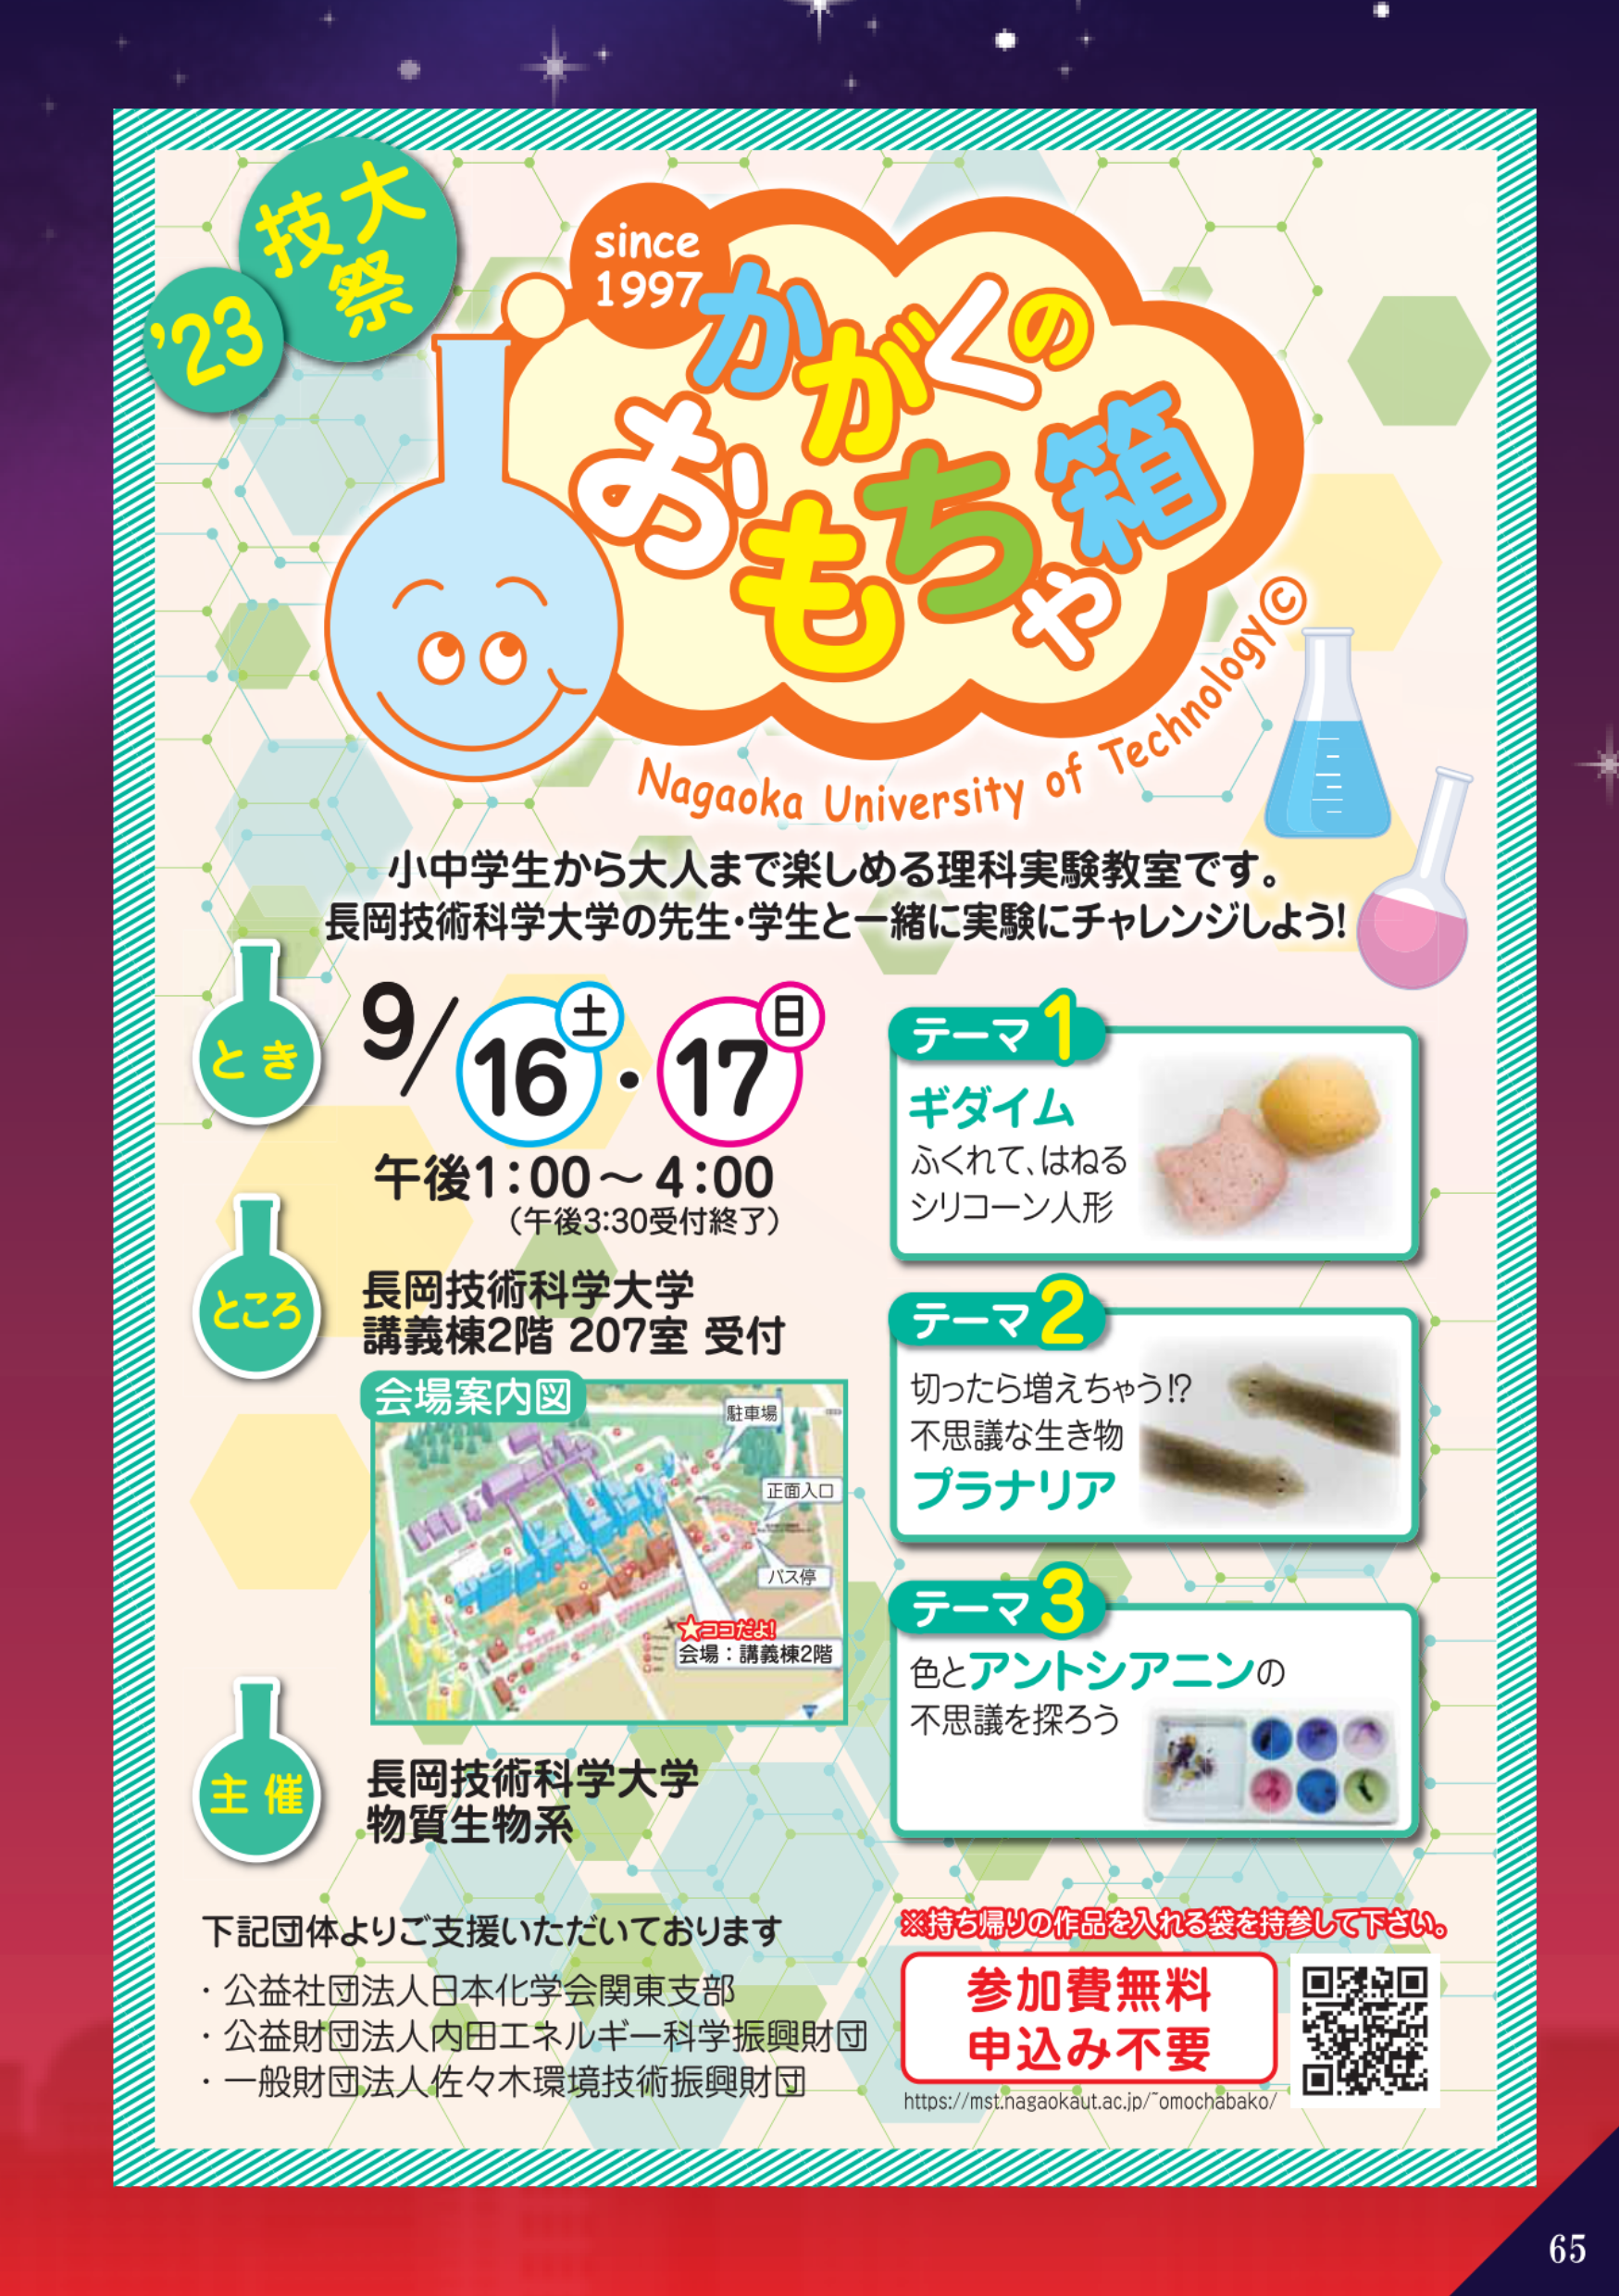 '23
技大祭
since
1997
かがくの
おもちゃ箱
Nagaoka University of Technology©
小中学生から大人まで楽しめる理科実験教室です。
長岡技術科学大学の先生・学生と一緒に実験にチャレンジしよう!
とき
9/16土・17日
午後1:00～4:00
（午後3:30受付終了）
ところ
長岡技術科学大学
講義棟2階 207室 受付
会場案内図
駐車場
正面入口
バス停
★ココだよ!
会場：講義棟2階
主催
長岡技術科学大学
物質生物系
テーマ1
ギダイム
ふくれて、はねる
シリコーン人形
テーマ2
切ったら増えちゃう!?
不思議な生き物
プラナリア
テーマ3
色とアントシアニンの
不思議を探ろう
下記団体よりご支援いただいております
・公益社団法人日本化学会関東支部
・公益財団法人内田エネルギー科学振興財団
・一般財団法人佐々木環境技術振興財団
※持ち帰りの作品を入れる袋を持参して下さい。
参加費無料
申込み不要
https://mst.nagaokaut.ac.jp/~omochabako/
65